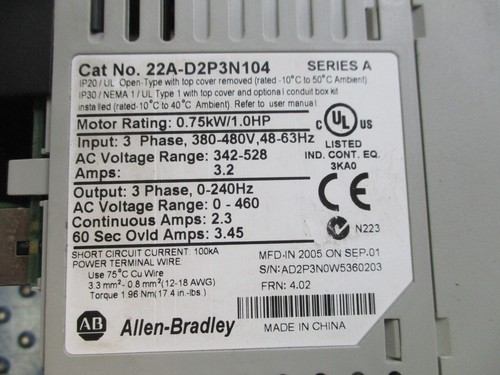 Cat No. 22A-D2P3N104 SERIES A
IP20 / UL Open-Type with top cover removed (rated -10°C to 50°C Ambient)
IP30 / NEMA 1 / UL Type 1 with top cover and optional conduit box kit
installed (rated-10°C to 40°C Ambient). Refer to user manual
Motor Rating: 0.75kW/1.0HP
Input: 3 Phase, 380-480V,48-63Hz
AC Voltage Range: 342-528
Amps: 3.2
C UL US
LISTED
IND. CONT. EQ.
3KA0
Output: 3 Phase, 0-240Hz
AC Voltage Range: 0 - 460
Continuous Amps: 2.3
60 Sec Ovld Amps: 3.45
CE
N223
SHORT CIRCUIT CURRENT: 100kA
POWER TERMINAL WIRE:
Use 75°C Cu Wire
3.3 mm² - 0.8 mm² (12-18 AWG)
Torque 1.96 Nm (17.4 in.-lbs.)
MFD-IN 2005 ON SEP.01
S/N:AD2P3N0W5360203
FRN: 4.02
AB Allen-Bradley
MADE IN CHINA